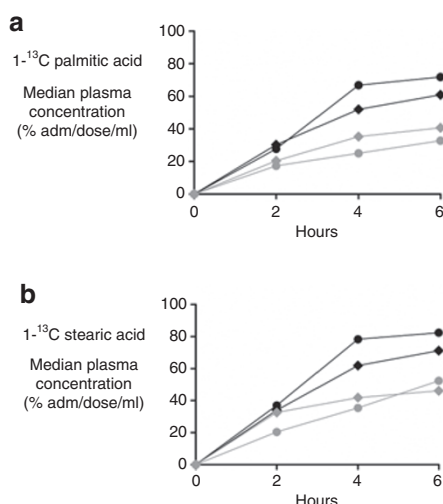 a
1-¹³C palmitic acid
Median plasma
concentration
(% adm/dose/ml)
100
80
60
40
20
0
0 2 4 6
Hours
b
1-¹³C stearic acid
Median plasma
concentration
(% adm/dose/ml)
100
80
60
40
20
0
0 2 4 6
Hours